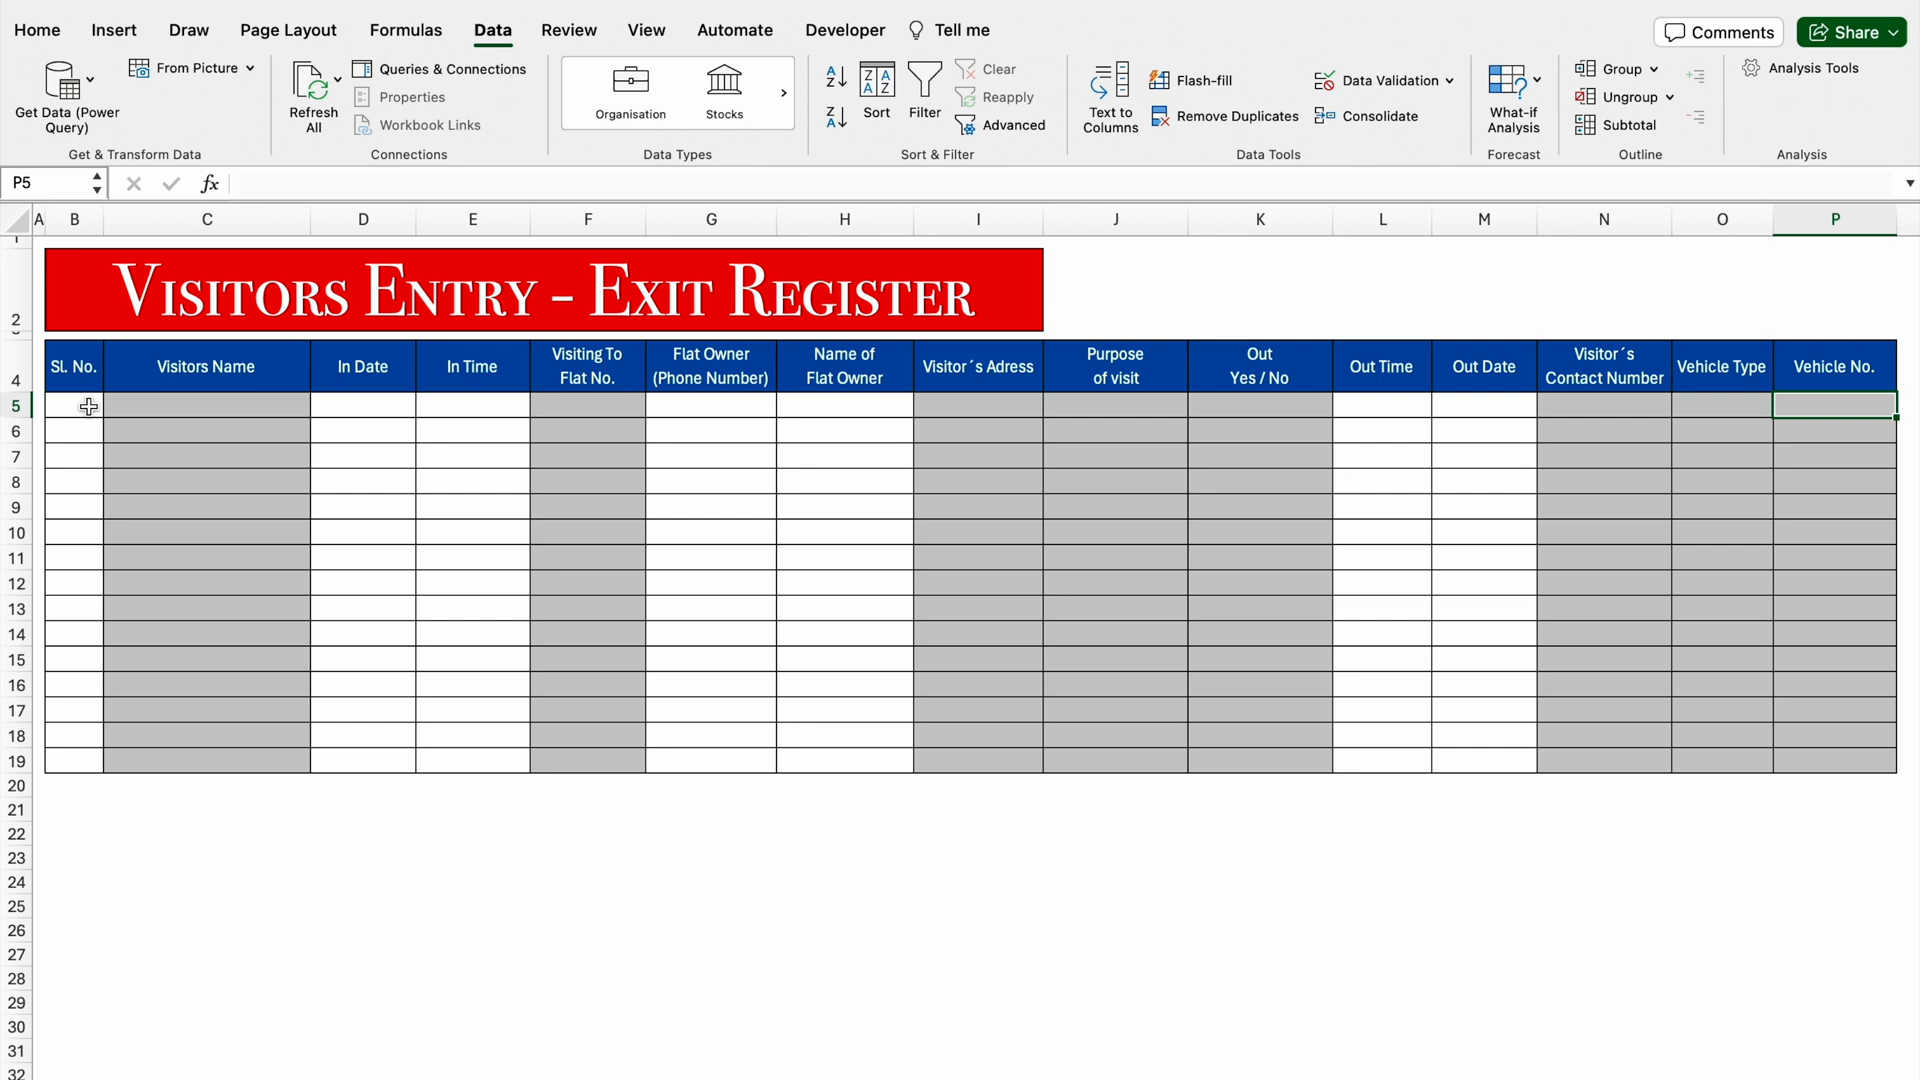 Home Insert Draw Page Layout Formulas Data Review View Automate Developer Tell me Comments Share
Get Data (Power
Query)
From Picture
Get & Transform Data
Refresh
All
Queries & Connections
Properties
Workbook Links
Connections
Organisation
Stocks
Data Types
Sort
Filter
Clear
Reapply
Advanced
Sort & Filter
Text to
Columns
Flash-fill
Remove Duplicates
Data Validation
Consolidate
Data Tools
What-if
Analysis
Forecast
Group
Ungroup
Subtotal
Outline
Analysis Tools
Analysis
P5 fx
A B C D E F G H I J K L M N O P
1
2 Visitors Entry – Exit Register
4
Sl. No.
Visitors Name
In Date
In Time
Visiting To
Flat No.
Flat Owner
(Phone Number)
Name of
Flat Owner
Visitor´s Adress
Purpose
of visit
Out
Yes / No
Out Time
Out Date
Visitor´s
Contact Number
Vehicle Type
Vehicle No.
5
6
7
8
9
10
11
12
13
14
15
16
17
18
19
20
21
22
23
24
25
26
27
28
29
30
31
32